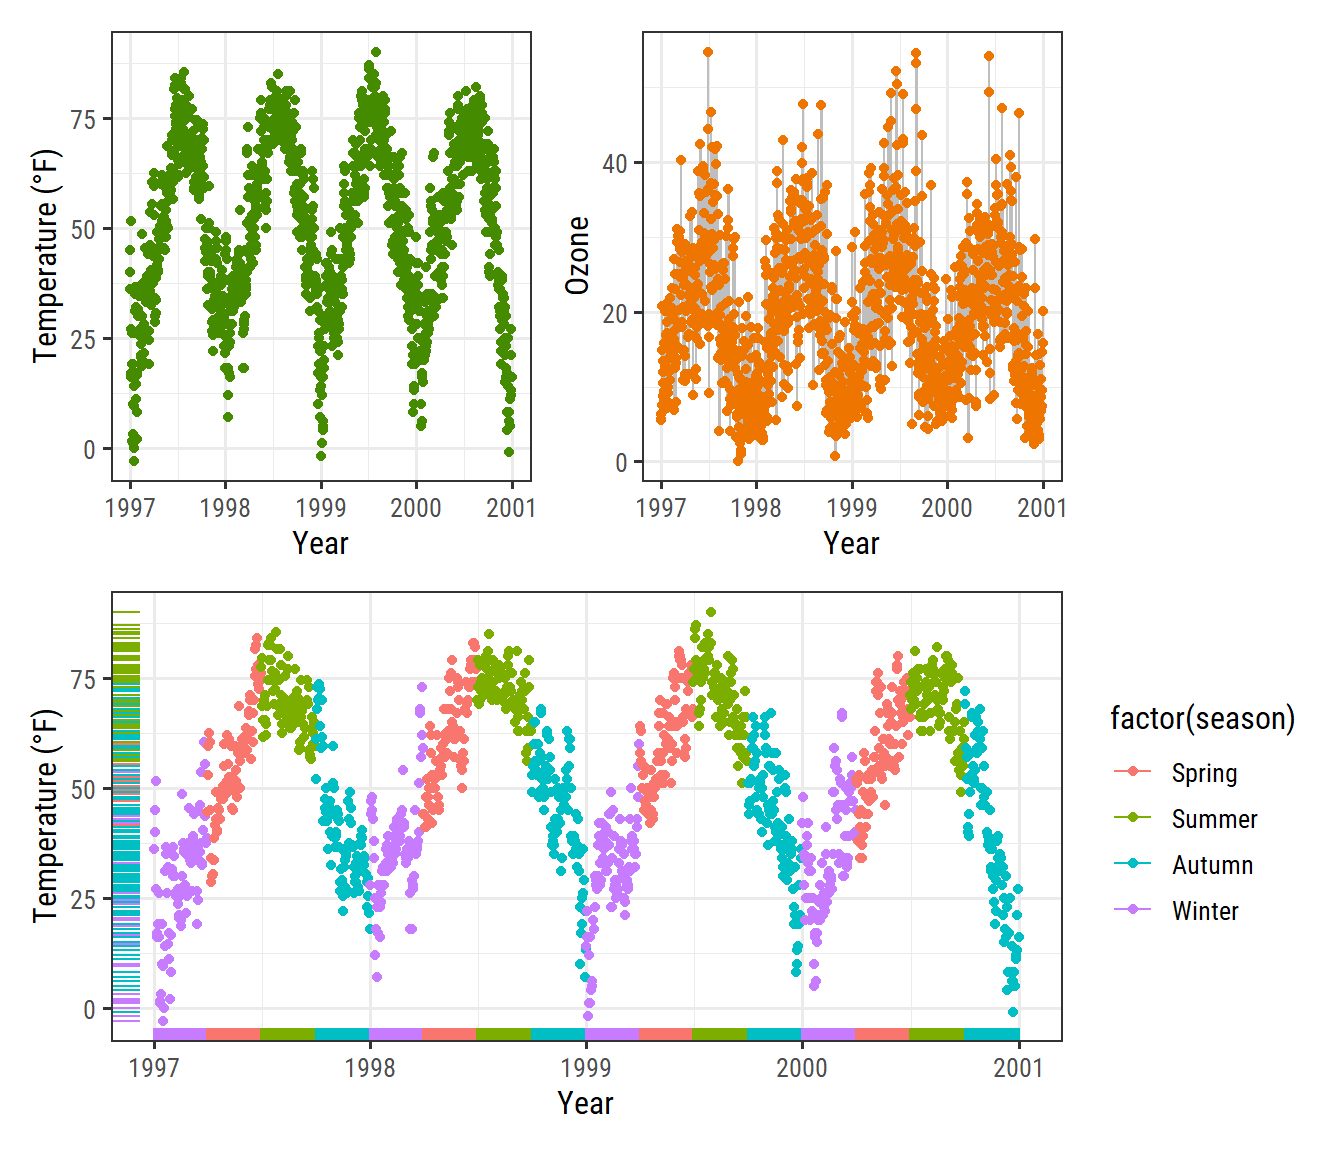 Temperature (°F)
75
50
25
0
1997 1998 1999 2000 2001
Year
Ozone
40
20
0
1997 1998 1999 2000 2001
Year
Temperature (°F)
75
50
25
0
1997 1998 1999 2000 2001
Year
factor(season)
Spring
Summer
Autumn
Winter